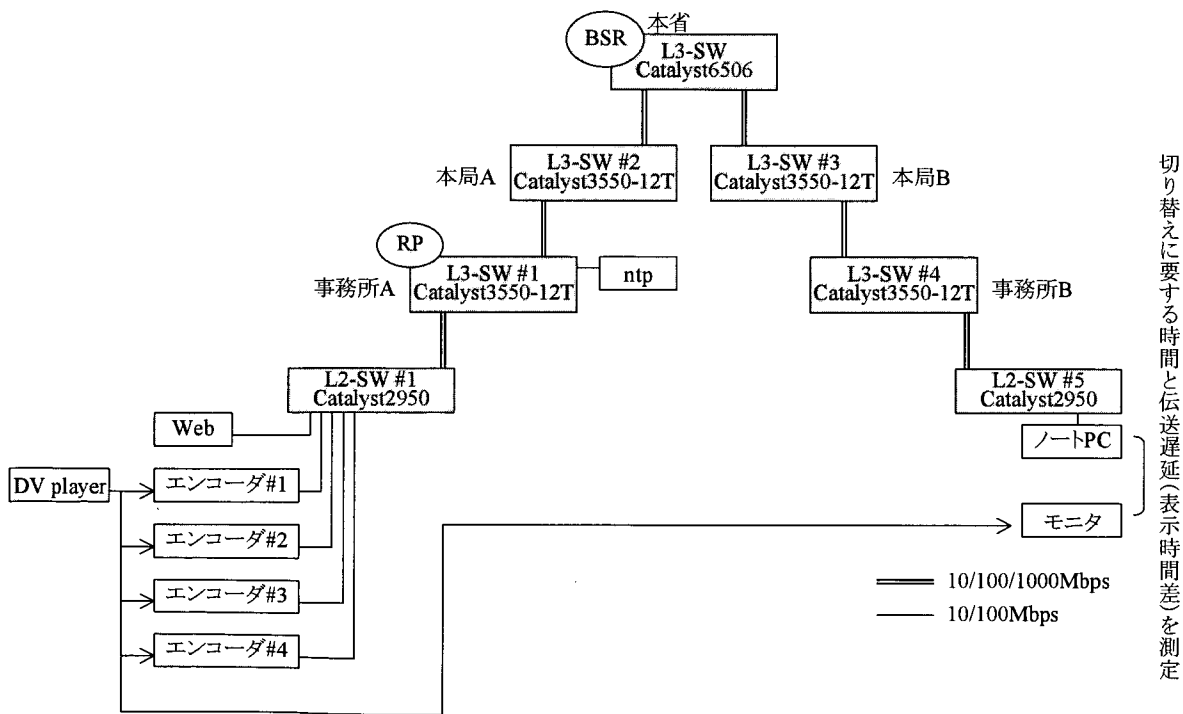 本省
BSR
L3-SW
Catalyst6506
L3-SW #2
Catalyst3550-12T
本局A
L3-SW #3
Catalyst3550-12T
本局B
RP
L3-SW #1
Catalyst3550-12T
事務所A
ntp
L3-SW #4
Catalyst3550-12T
事務所B
L2-SW #1
Catalyst2950
L2-SW #5
Catalyst2950
Web
ノートPC
DV player
エンコーダ#1
エンコーダ#2
エンコーダ#3
エンコーダ#4
モニタ
10/100/1000Mbps
10/100Mbps
切り替えに要する時間と伝送遅延(表示時間差)を測定